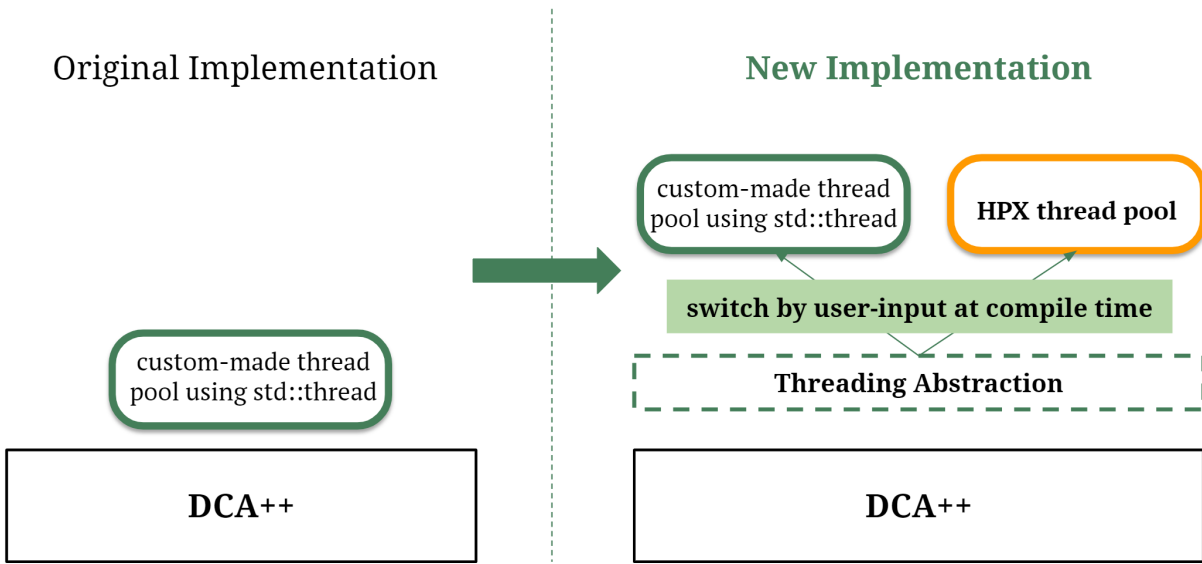 Original Implementation
custom-made thread
pool using std::thread
DCA++
New Implementation
custom-made thread
pool using std::thread
HPX thread pool
switch by user-input at compile time
Threading Abstraction
DCA++